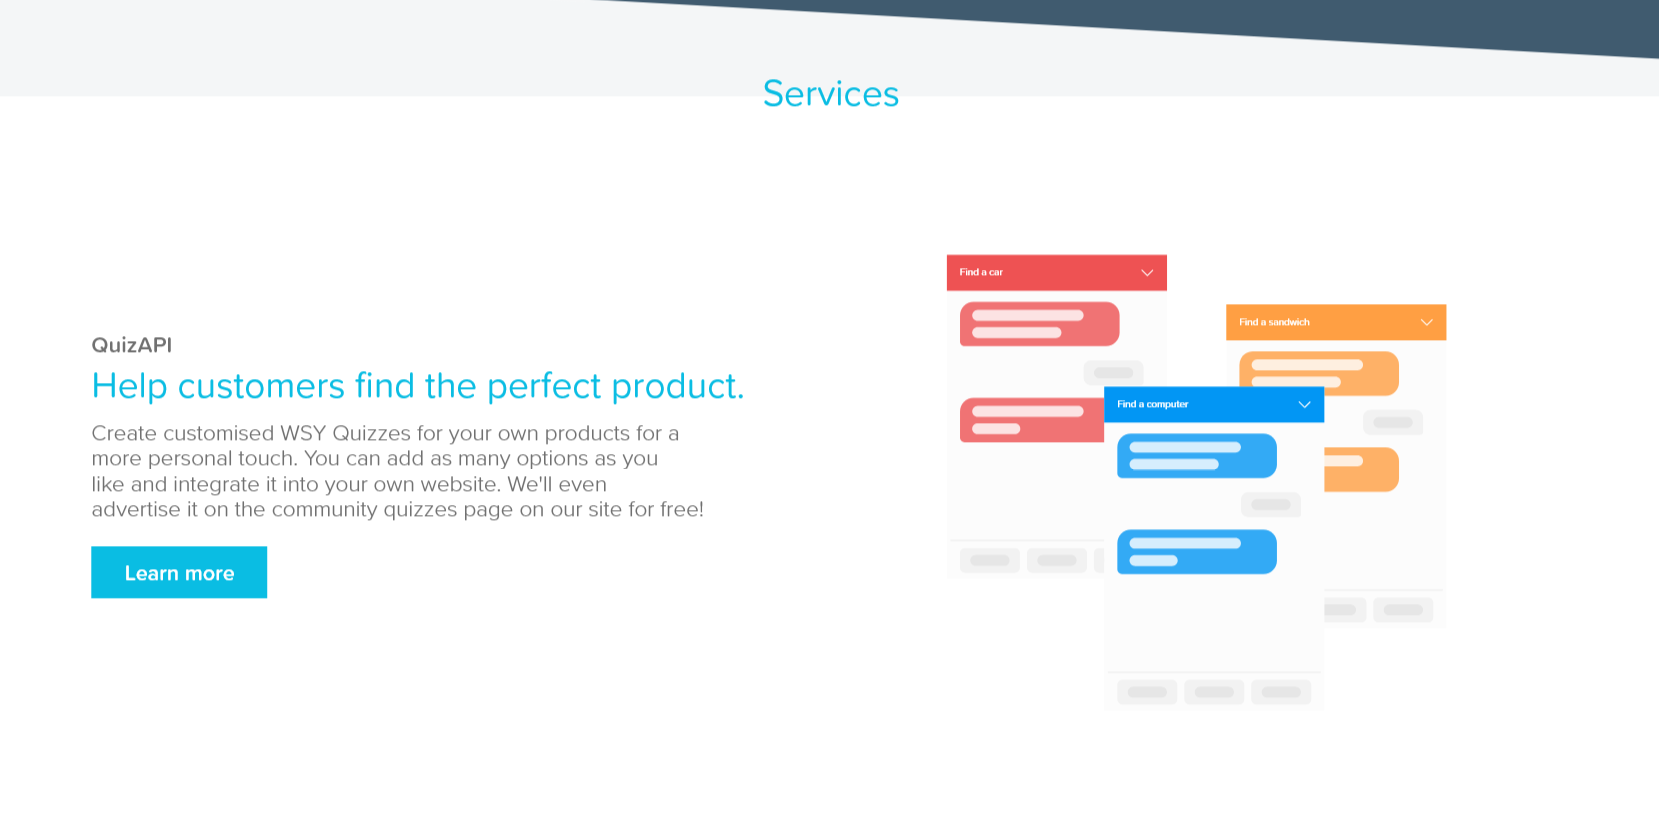 Services
QuizAPI
Help customers find the perfect product.
Create customised WSY Quizzes for your own products for a
more personal touch. You can add as many options as you
like and integrate it into your own website. We'll even
advertise it on the community quizzes page on our site for free!
Learn more
Find a car
Find a sandwich
Find a computer